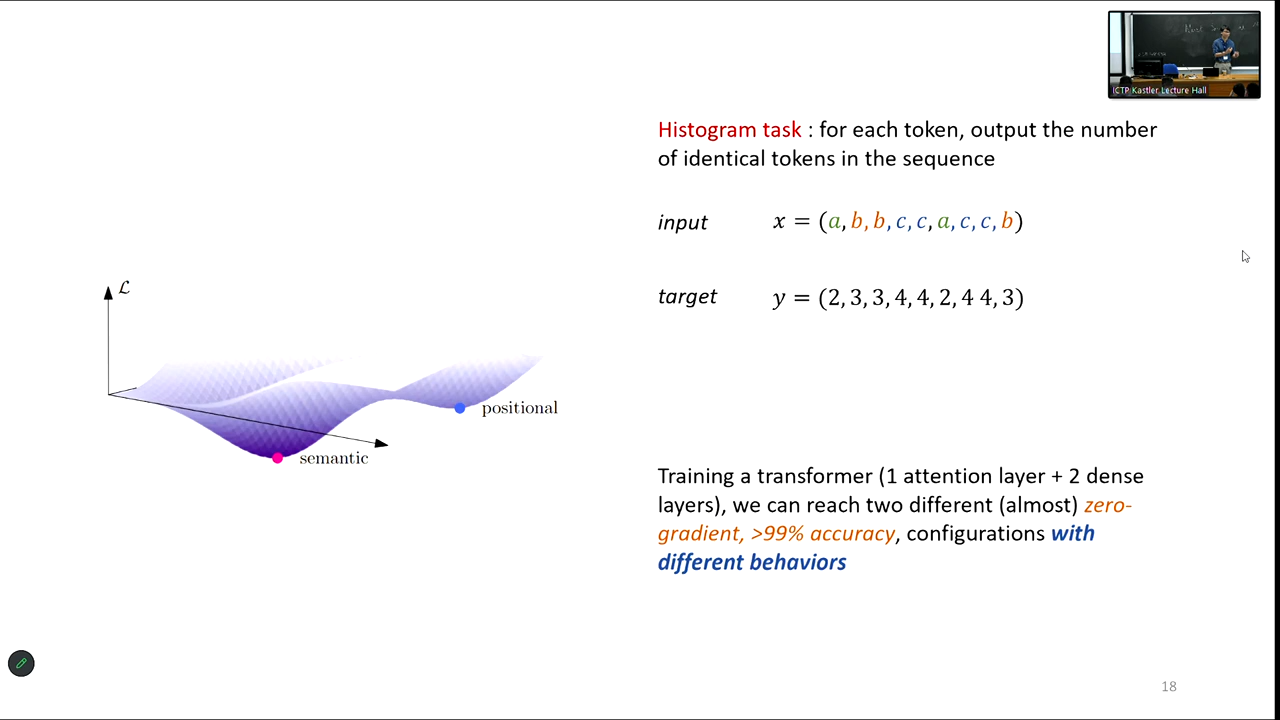 ICTP Kastler Lecture Hall
Histogram task : for each token, output the number
of identical tokens in the sequence
input x = (a, b, b, c, c, a, c, c, b)
target y = (2, 3, 3, 4, 4, 2, 4 4, 3)
ℒ
positional
semantic
Training a transformer (1 attention layer + 2 dense
layers), we can reach two different (almost) zero-
gradient, >99% accuracy, configurations with
different behaviors
18